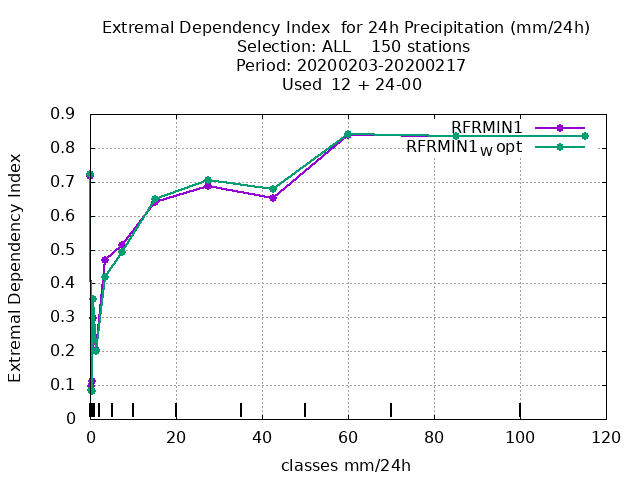 Extremal Dependency Index  for 24h Precipitation (mm/24h)
Selection: ALL    150 stations
Period: 20200203-20200217
Used  12 + 24-00
RFRMIN1
RFRMIN1W opt
Extremal Dependency Index
0.9
0.8
0.7
0.6
0.5
0.4
0.3
0.2
0.1
0
0 20 40 60 80 100 120
classes mm/24h